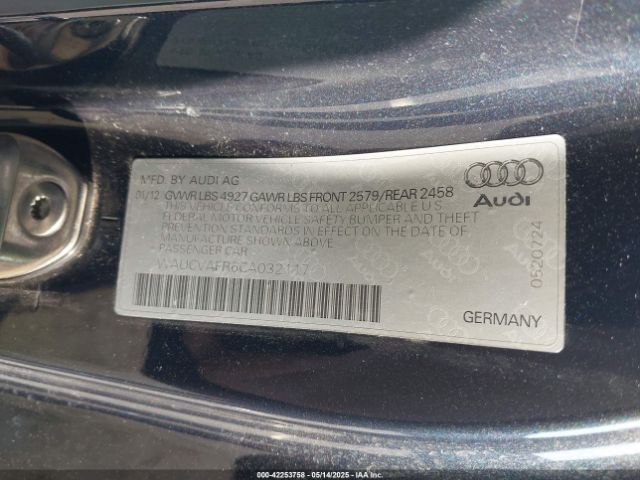 MFD. BY AUDI AG
01/12 GVWR LBS 4927 GAWR LBS FRONT 2579/REAR 2458
THIS VEHICLE CONFORMS TO ALL APPLICABLE U.S.
FEDERAL MOTOR VEHICLE SAFETY BUMPER AND THEFT
PREVENTION STANDARDS IN EFFECT ON THE DATE OF
MANUFACTURE SHOWN ABOVE.
PASSENGER CAR
WAUCVAFR6CA032117
Audi
0520724
GERMANY
000-42253758 - 05/14/2025 - IAAI.COM